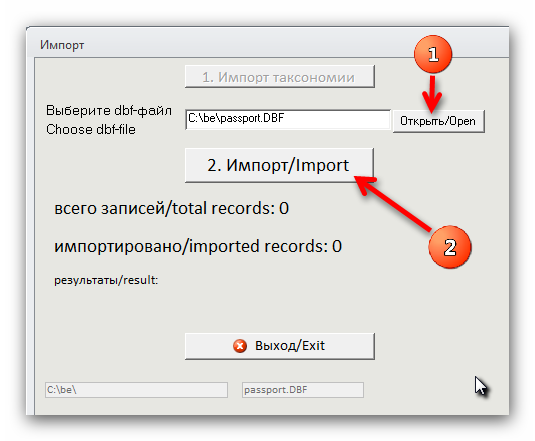 Импорт
1
1. Импорт таксономии
Выберите dbf-файл
Choose dbf-file
C:\be\passport.DBF
Открыть/Open
2. Импорт/Import
всего записей/total records: 0
импортировано/imported records: 0
2
результаты/result:
Выход/Exit
C:\be\
passport.DBF